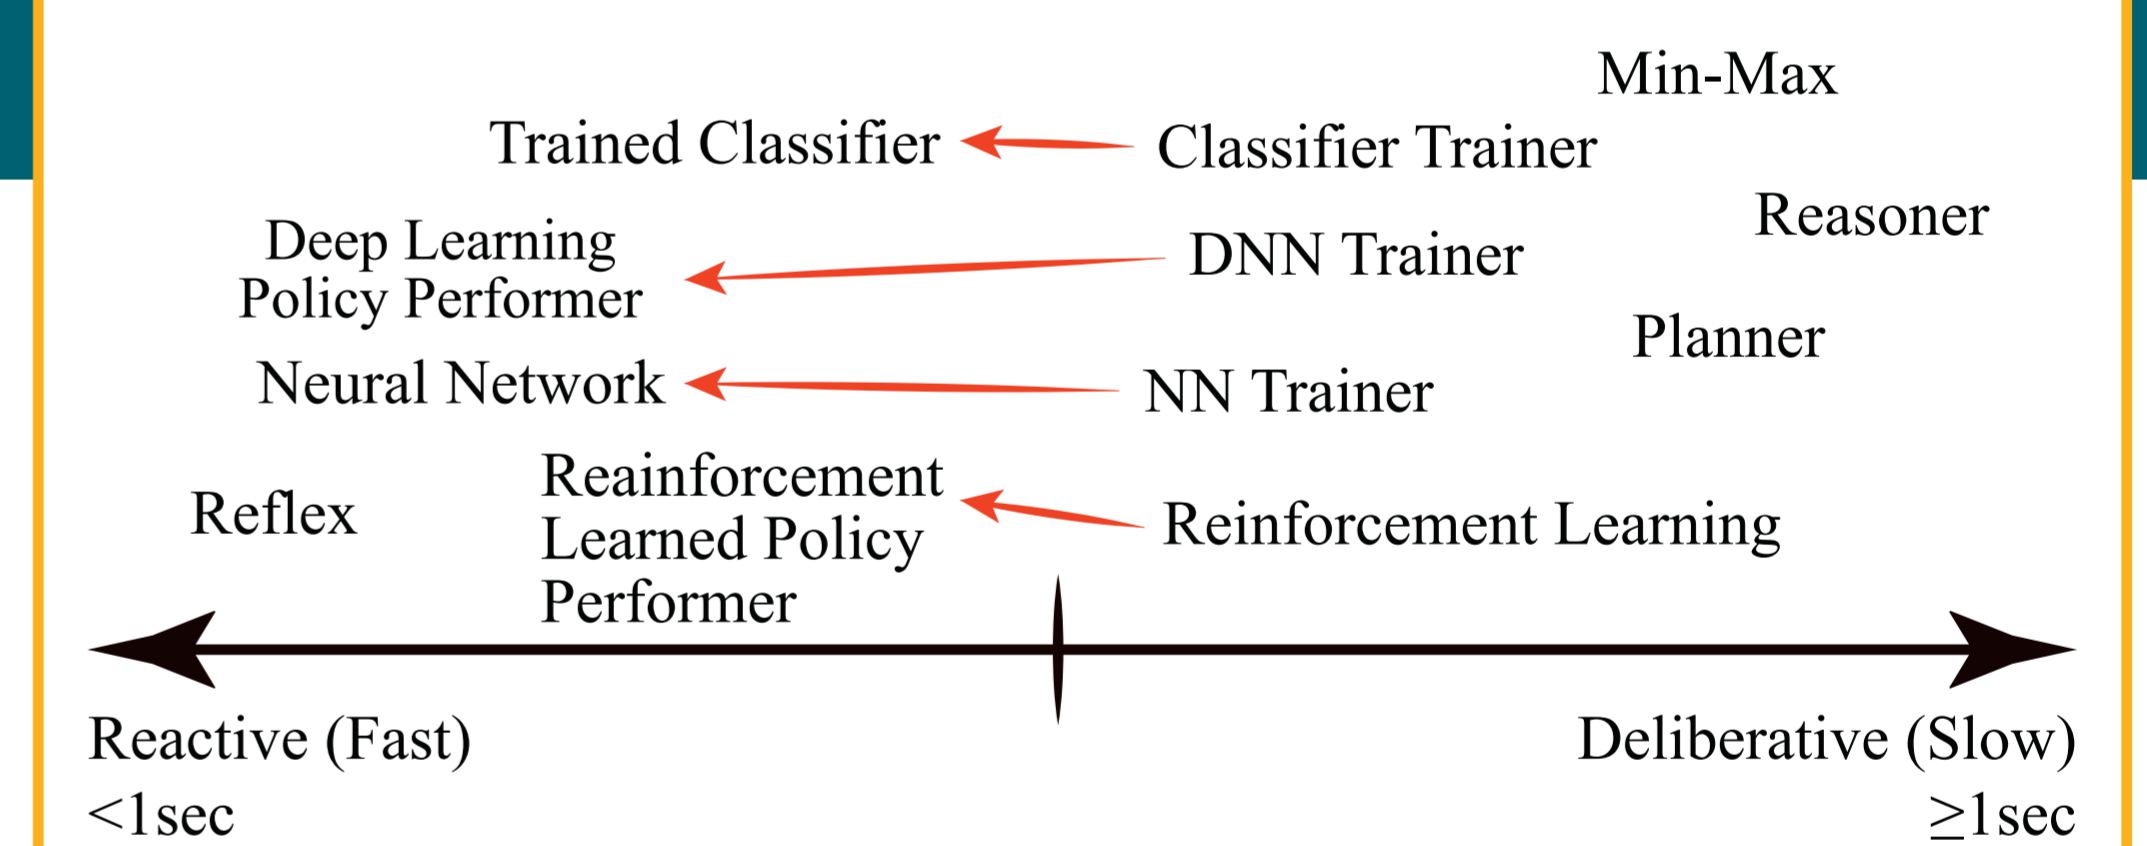 Min-Max
Trained Classifier
Classifier Trainer
Reasoner
Deep Learning
Policy Performer
DNN Trainer
Planner
Neural Network
NN Trainer
Reflex
Reainforcement
Learned Policy
Performer
Reinforcement Learning
Reactive (Fast)
<1sec
Deliberative (Slow)
≥1sec